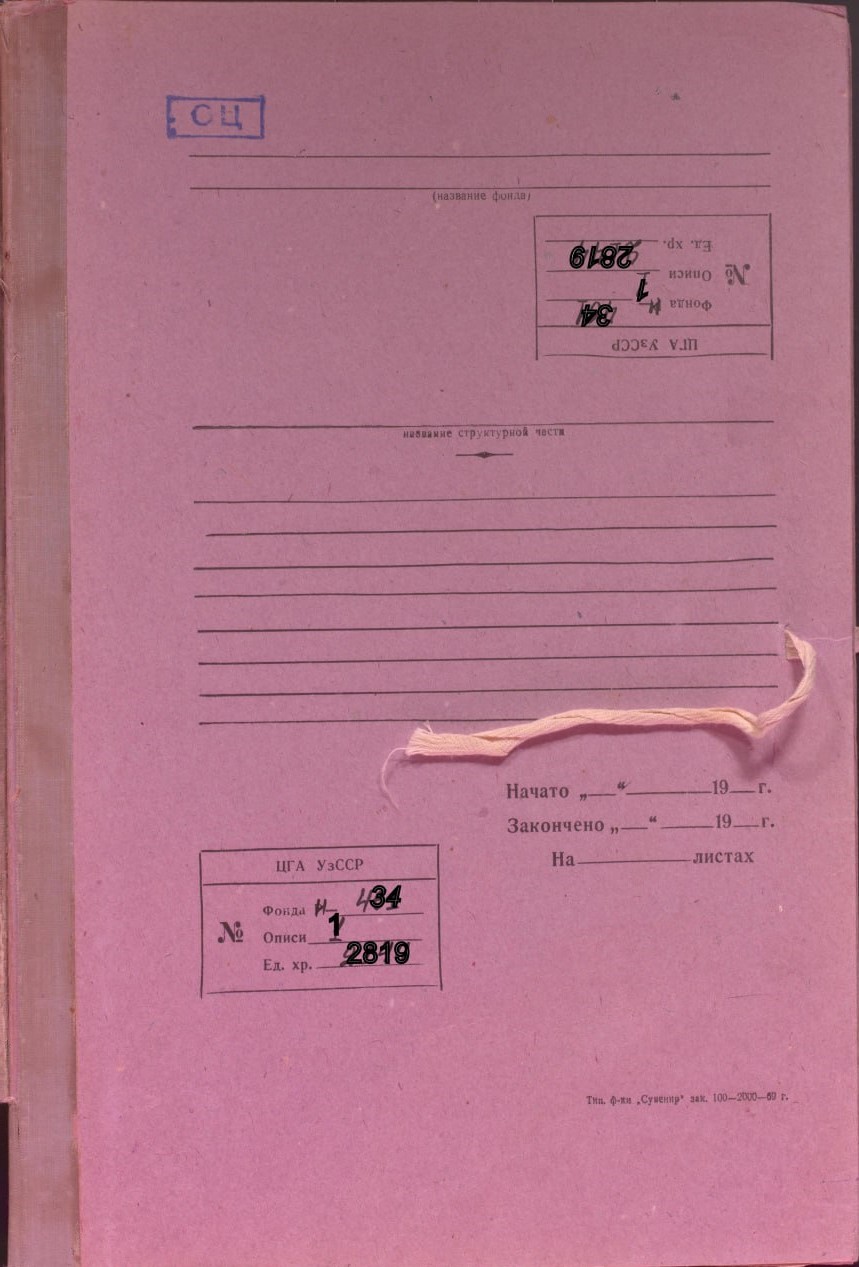 ОЦ
(название фонда)
Ед. хр. 2819
№ Описи 1
Фонда И- 34
ЦГА УзССР
название структурной части
Начато „ “ 19 г.
Закончено „ “ 19 г.
На листах
ЦГА УзССР
Фонда И- 34
№ Описи 1
Ед. хр. 2819
Тип. ф-ки „Сувенир“ зак. 100—2000—69 г.